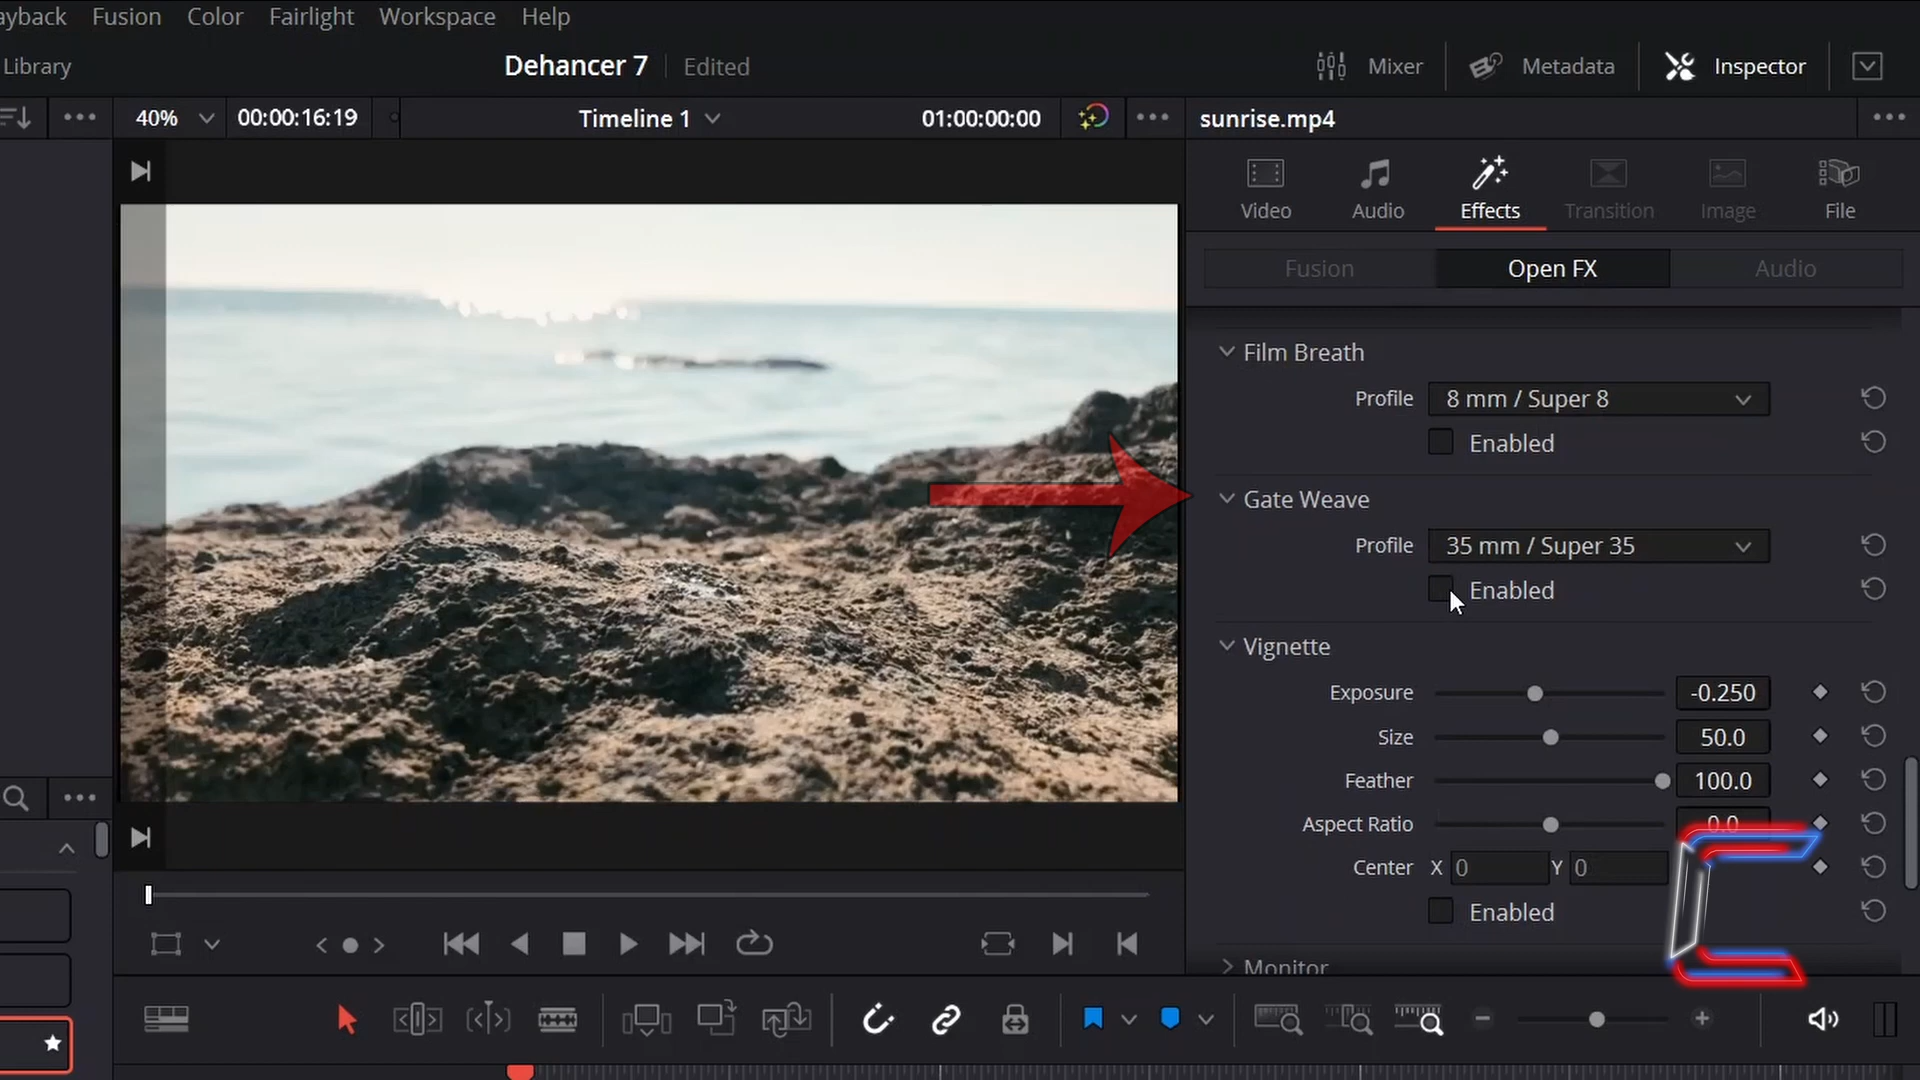 ayback Fusion Color Fairlight Workspace Help
Library Dehancer 7 Edited Mixer Metadata Inspector
40% 00:00:16:19 Timeline 1 01:00:00:00 sunrise.mp4
Video Audio Effects Transition Image File
Fusion Open FX Audio
Film Breath
Profile 8 mm / Super 8
Enabled
Gate Weave
Profile 35 mm / Super 35
Enabled
Vignette
Exposure -0.250
Size 50.0
Feather 100.0
Aspect Ratio 0.0
Center X 0 Y 0
Enabled
Monitor